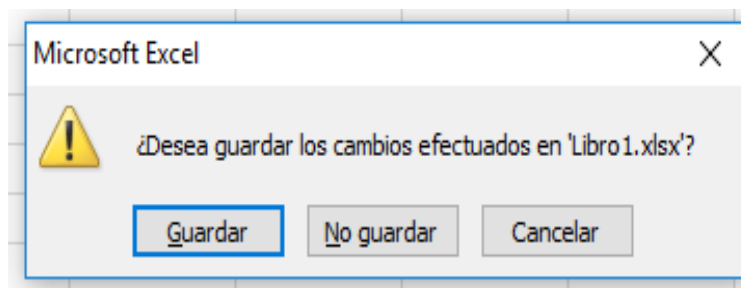 Microsoft Excel
¿Desea guardar los cambios efectuados en 'Libro1.xlsx'?
Guardar No guardar Cancelar